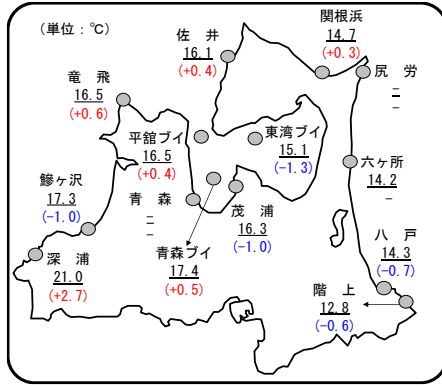 （単位：℃）
関根浜
14.7
(+0.3)
佐　井
16.1
(+0.4)
尻　労
－
－
竜　飛
16.5
(+0.6)
平舘ブイ
16.5
(+0.4)
東湾ブイ
15.1
(−1.3)
六ヶ所
14.2
－
鰺ヶ沢
17.3
(−1.0)
青　森
－
－
茂　浦
16.3
(−1.0)
青森ブイ
17.4
(+0.5)
深　浦
21.0
(+2.7)
八　戸
14.3
(−0.7)
階　上
12.8
(−0.6)